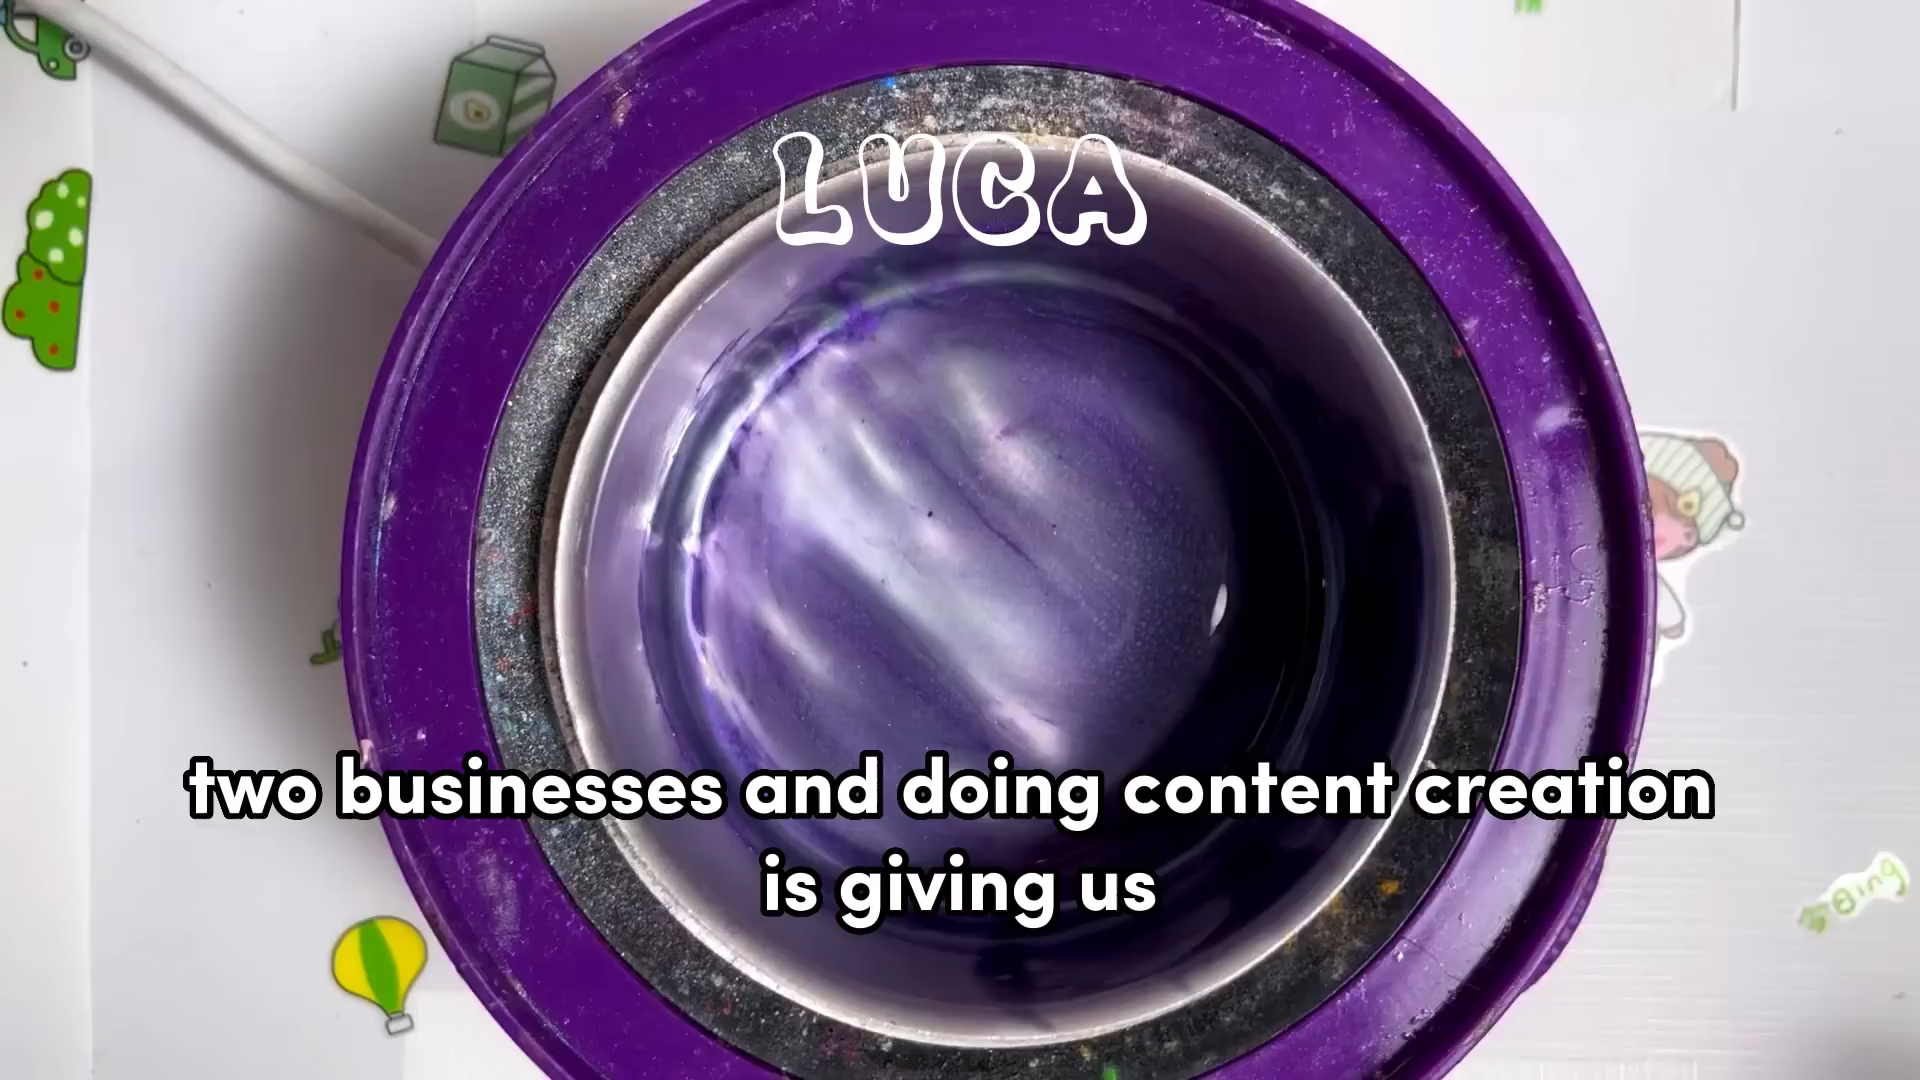 LUCA
two businesses and doing content creation
is giving us